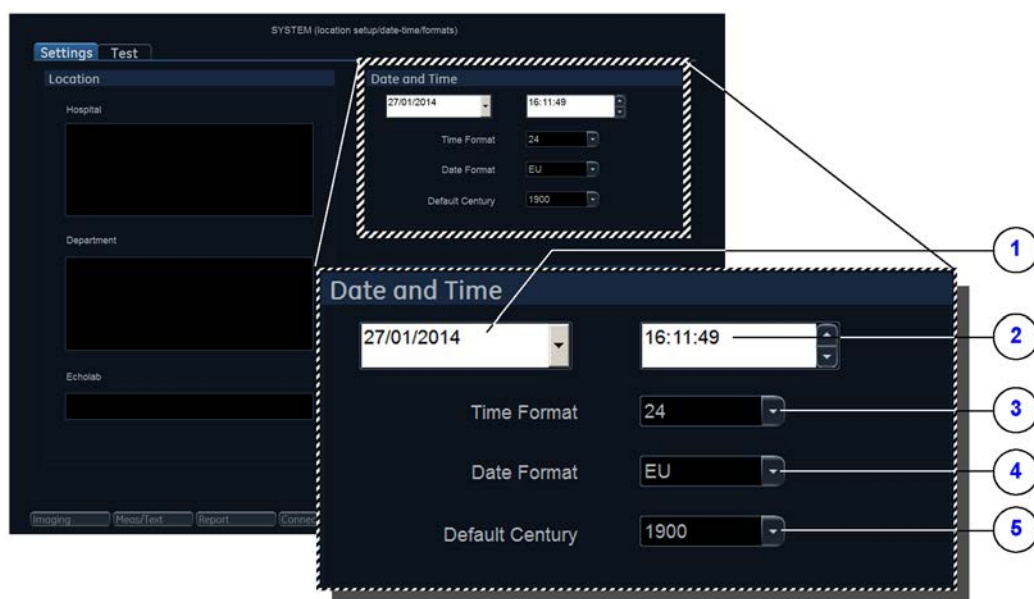 SYSTEM (location setup/date-time/formats)
Settings Test
Location
Hospital
Department
Echolab
Date and Time
27/01/2014 16:11:49
Time Format 24
Date Format EU
Default Century 1900
Imaging Meas/Text Report
Date and Time
27/01/2014 16:11:49
Time Format 24
Date Format EU
Default Century 1900
1
2
3
4
5